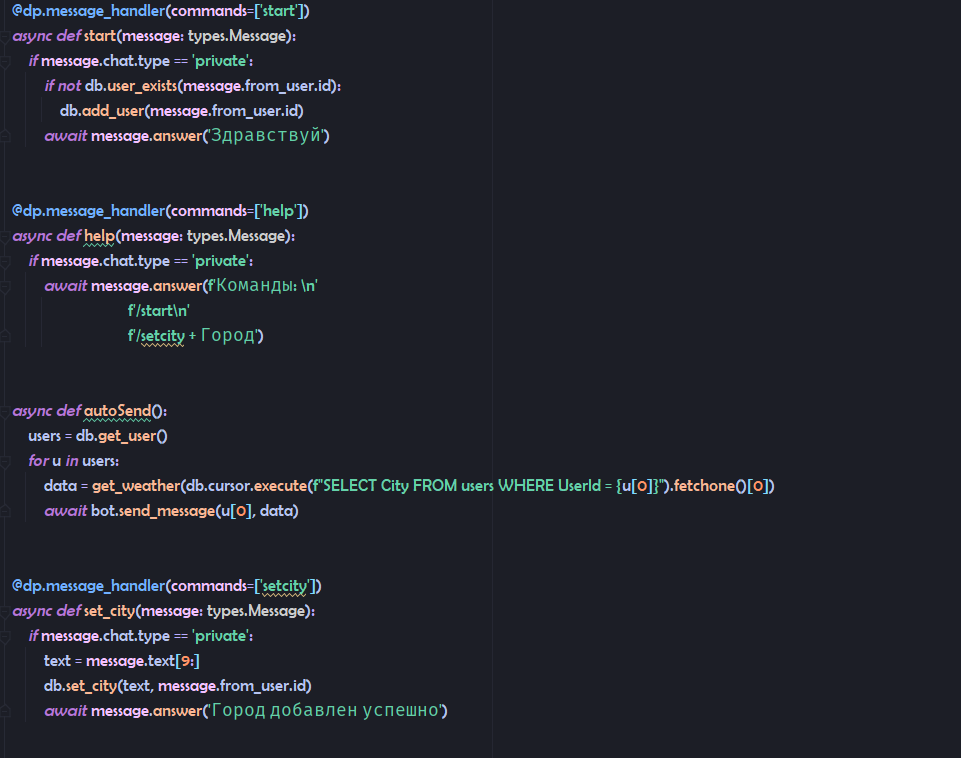 @dp.message_handler(commands=['start'])
async def start(message: types.Message):
    if message.chat.type == 'private':
        if not db.user_exists(message.from_user.id):
            db.add_user(message.from_user.id)
        await message.answer('Здравствуй')
@dp.message_handler(commands=['help'])
async def help(message: types.Message):
    if message.chat.type == 'private':
        await message.answer(f'Команды: \n'
                             f'/start\n'
                             f'/setcity + Город')
async def autoSend():
    users = db.get_user()
    for u in users:
        data = get_weather(db.cursor.execute(f"SELECT City FROM users WHERE UserId = {u[0]}").fetchone()[0])
        await bot.send_message(u[0], data)
@dp.message_handler(commands=['setcity'])
async def set_city(message: types.Message):
    if message.chat.type == 'private':
        text = message.text[9:]
        db.set_city(text, message.from_user.id)
        await message.answer('Город добавлен успешно')